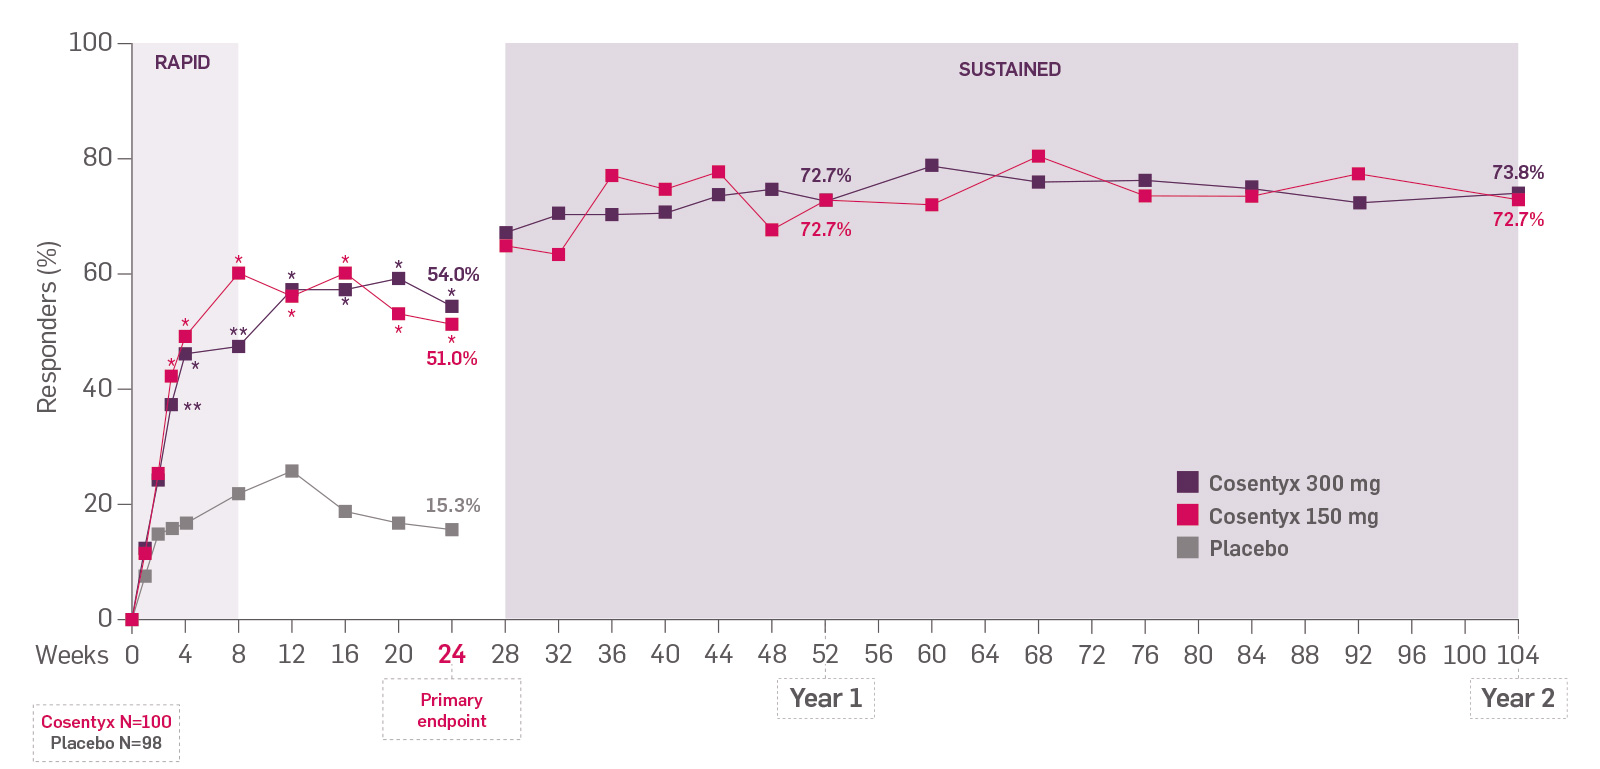 100
RAPID
SUSTAINED
80
72.7%
73.8%
72.7%
72.7%
Responders (%)
60
*
*
*
*
*
*
54.0%
*
*
*
*
**
*
51.0%
*
*
40
**
20
15.3%
Cosentyx 300 mg
Cosentyx 150 mg
Placebo
0
Weeks 0 4 8 12 16 20 24 28 32 36 40 44 48 52 56 60 64 68 72 76 80 84 88 92 96 100 104
Primary
endpoint
Year 1
Year 2
Cosentyx N=100
Placebo N=98